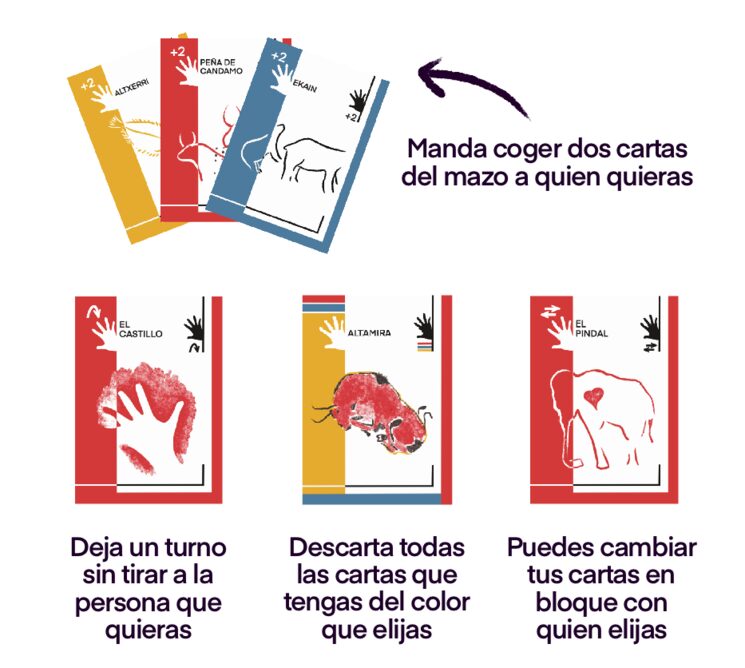 +2
ALTXERRI
+2
PEÑA DE
CANDAMO
+2
EKAIN
+2
Manda coger dos cartas
del mazo a quien quieras
EL
CASTILLO
ALTAMIRA
EL
PINDAL
Deja un turno
sin tirar a la
persona que
quieras
Descarta todas
las cartas que
tengas del color
que elijas
Puedes cambiar
tus cartas en
bloque con
quien elijas